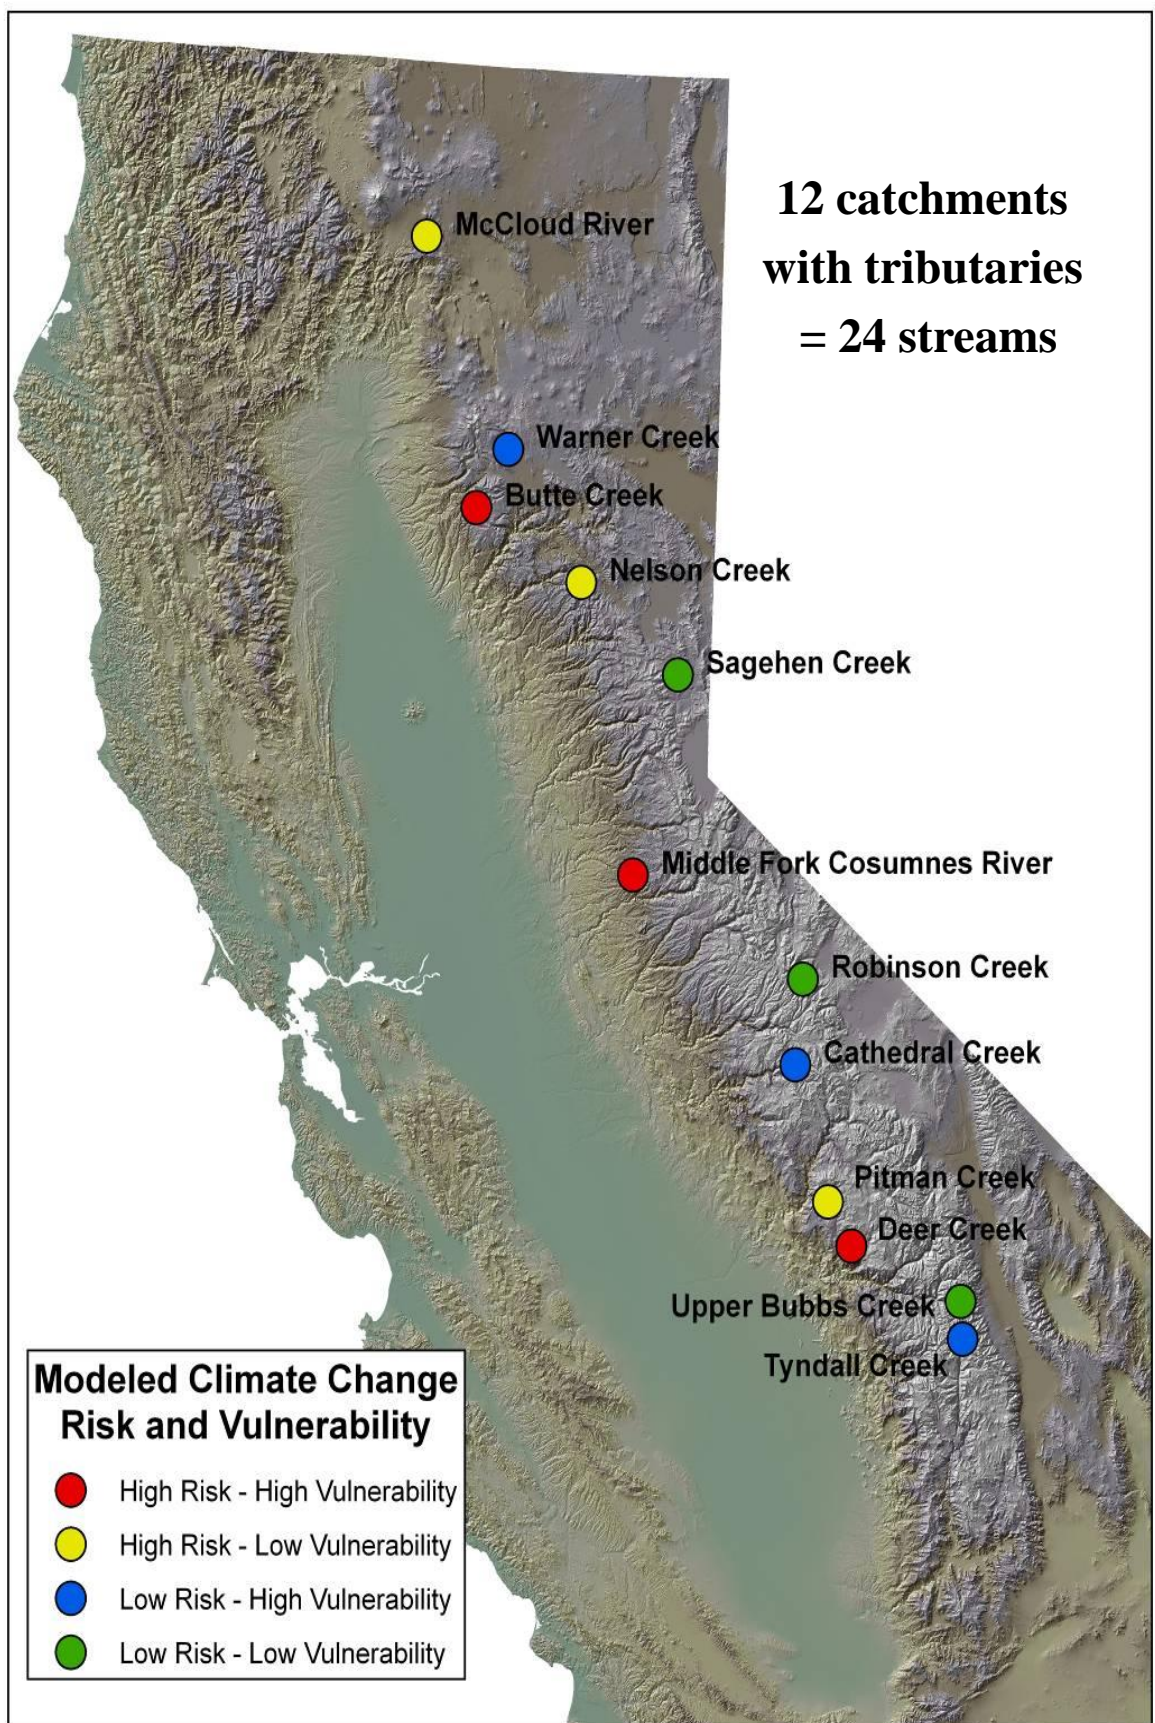 12 catchments
with tributaries
= 24 streams
McCloud River
Warner Creek
Butte Creek
Nelson Creek
Sagehen Creek
Middle Fork Cosumnes River
Robinson Creek
Cathedral Creek
Pitman Creek
Deer Creek
Upper Bubbs Creek
Tyndall Creek
Modeled Climate Change
Risk and Vulnerability
High Risk - High Vulnerability
High Risk - Low Vulnerability
Low Risk - High Vulnerability
Low Risk - Low Vulnerability